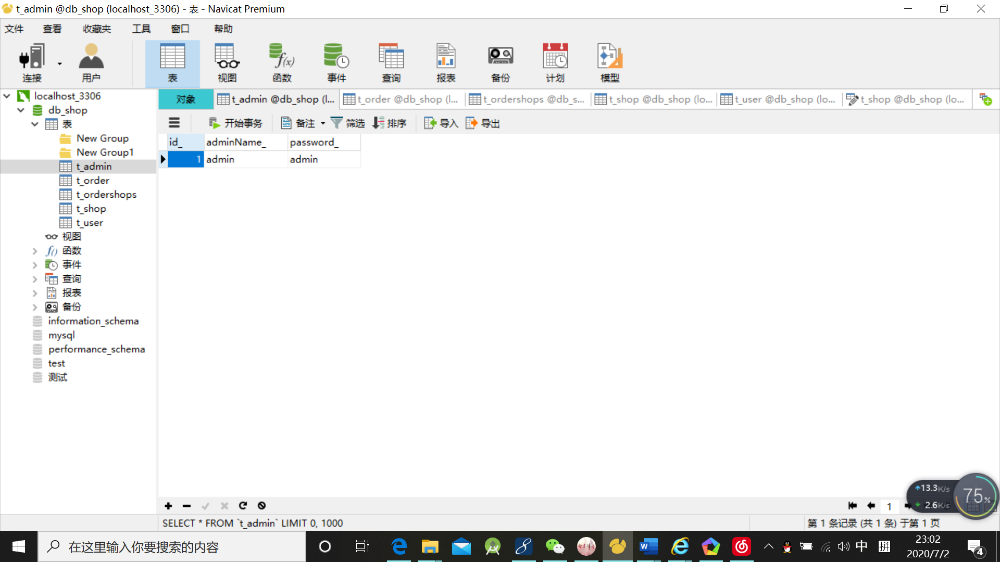 t_admin @db_shop (localhost_3306) - 表 - Navicat Premium
文件 查看 收藏夹 工具 窗口 帮助
连接 用户 表 视图 函数 事件 查询 报表 备份 计划 模型
localhost_3306
db_shop
表
New Group
New Group1
t_admin
t_order
t_ordershops
t_shop
t_user
视图
函数
事件
查询
报表
备份
information_schema
mysql
performance_schema
test
测试
对象 t_admin @db_shop (l... t_order @db_shop (l... t_ordershops @db_s... t_shop @db_shop (lo... t_user @db_shop (lo... t_shop @db_shop (lo...
开始事务 备注 筛选 排序 导入 导出
id_ adminName_ password_
1 admin admin
1
13.3K/s
2.6K/s
75%
SELECT * FROM `t_admin` LIMIT 0, 1000
第 1 条记录 (共 1 条) 于第 1 页
在这里输入你要搜索的内容
中 拼
23:02
2020/7/2
4